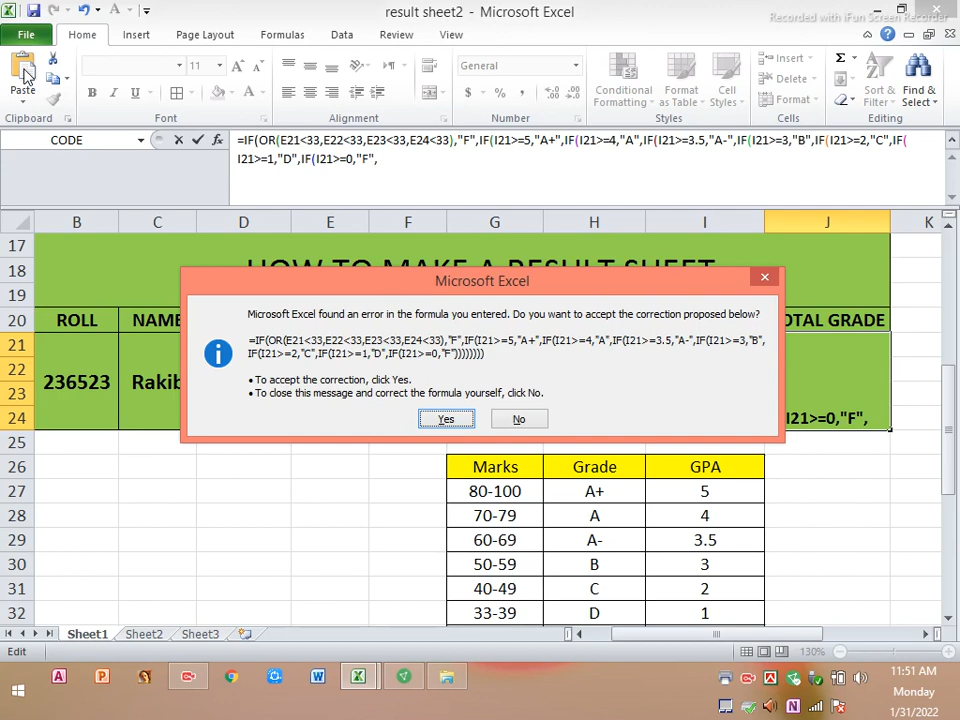 result sheet2 - Microsoft Excel
Recorded with iFun Screen Recorder
File Home Insert Page Layout Formulas Data Review View
11 General Σ Insert
Delete
Format
Paste
B I U A $ % ,
Conditional Formatting
Format as Table
Cell Styles
Sort & Filter
Find & Select
Clipboard Font Alignment Number Styles Cells Editing
CODE fx =IF(OR(E21<33,E22<33,E23<33,E24<33),"F",IF(I21>=5,"A+",IF(I21>=4,"A",IF(I21>=3.5,"A-",IF(I21>=3,"B",IF(I21>=2,"C",IF(
I21>=1,"D",IF(I21>=0,"F",
B C D E F G H I J K
17 HOW TO MAKE A RESULT SHEET
18
19
20 ROLL NAME OTAL GRADE
21
22
23 236523 Rakib
24 I21>=0,"F",
Microsoft Excel
Microsoft Excel found an error in the formula you entered. Do you want to accept the correction proposed below?
=IF(OR(E21<33,E22<33,E23<33,E24<33),"F",IF(I21>=5,"A+",IF(I21>=4,"A",IF(I21>=3.5,"A-",IF(I21>=3,"B",
IF(I21>=2,"C",IF(I21>=1,"D",IF(I21>=0,"F"))))))))
• To accept the correction, click Yes.
• To close this message and correct the formula yourself, click No.
Yes No
25
26 Marks Grade GPA
27 80-100 A+ 5
28 70-79 A 4
29 60-69 A- 3.5
30 50-59 B 3
31 40-49 C 2
32 33-39 D 1
Sheet1 Sheet2 Sheet3
Edit 130%
11:51 AM
Monday
1/31/2022